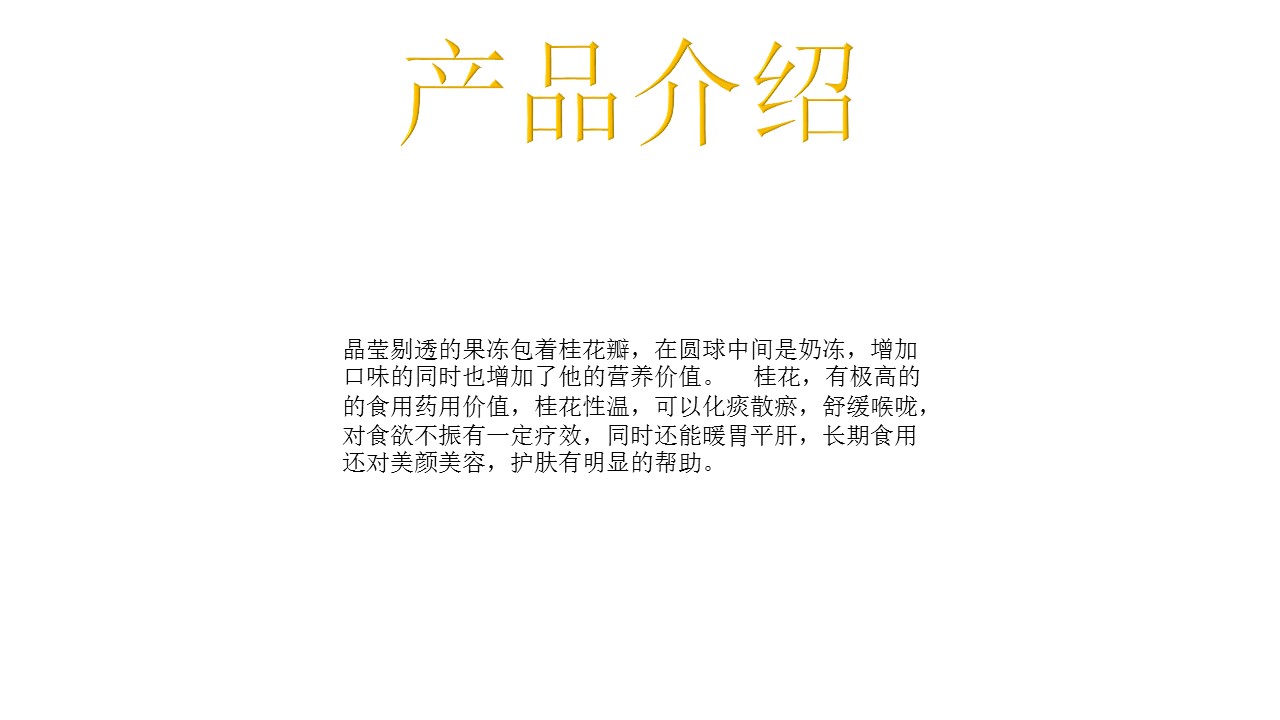 产品介绍
晶莹剔透的果冻包着桂花瓣，在圆球中间是奶冻，增加
口味的同时也增加了他的营养价值。 桂花，有极高的
的食用药用价值，桂花性温，可以化痰散瘀，舒缓喉咙，
对食欲不振有一定疗效，同时还能暖胃平肝，长期食用
还对美颜美容，护肤有明显的帮助。